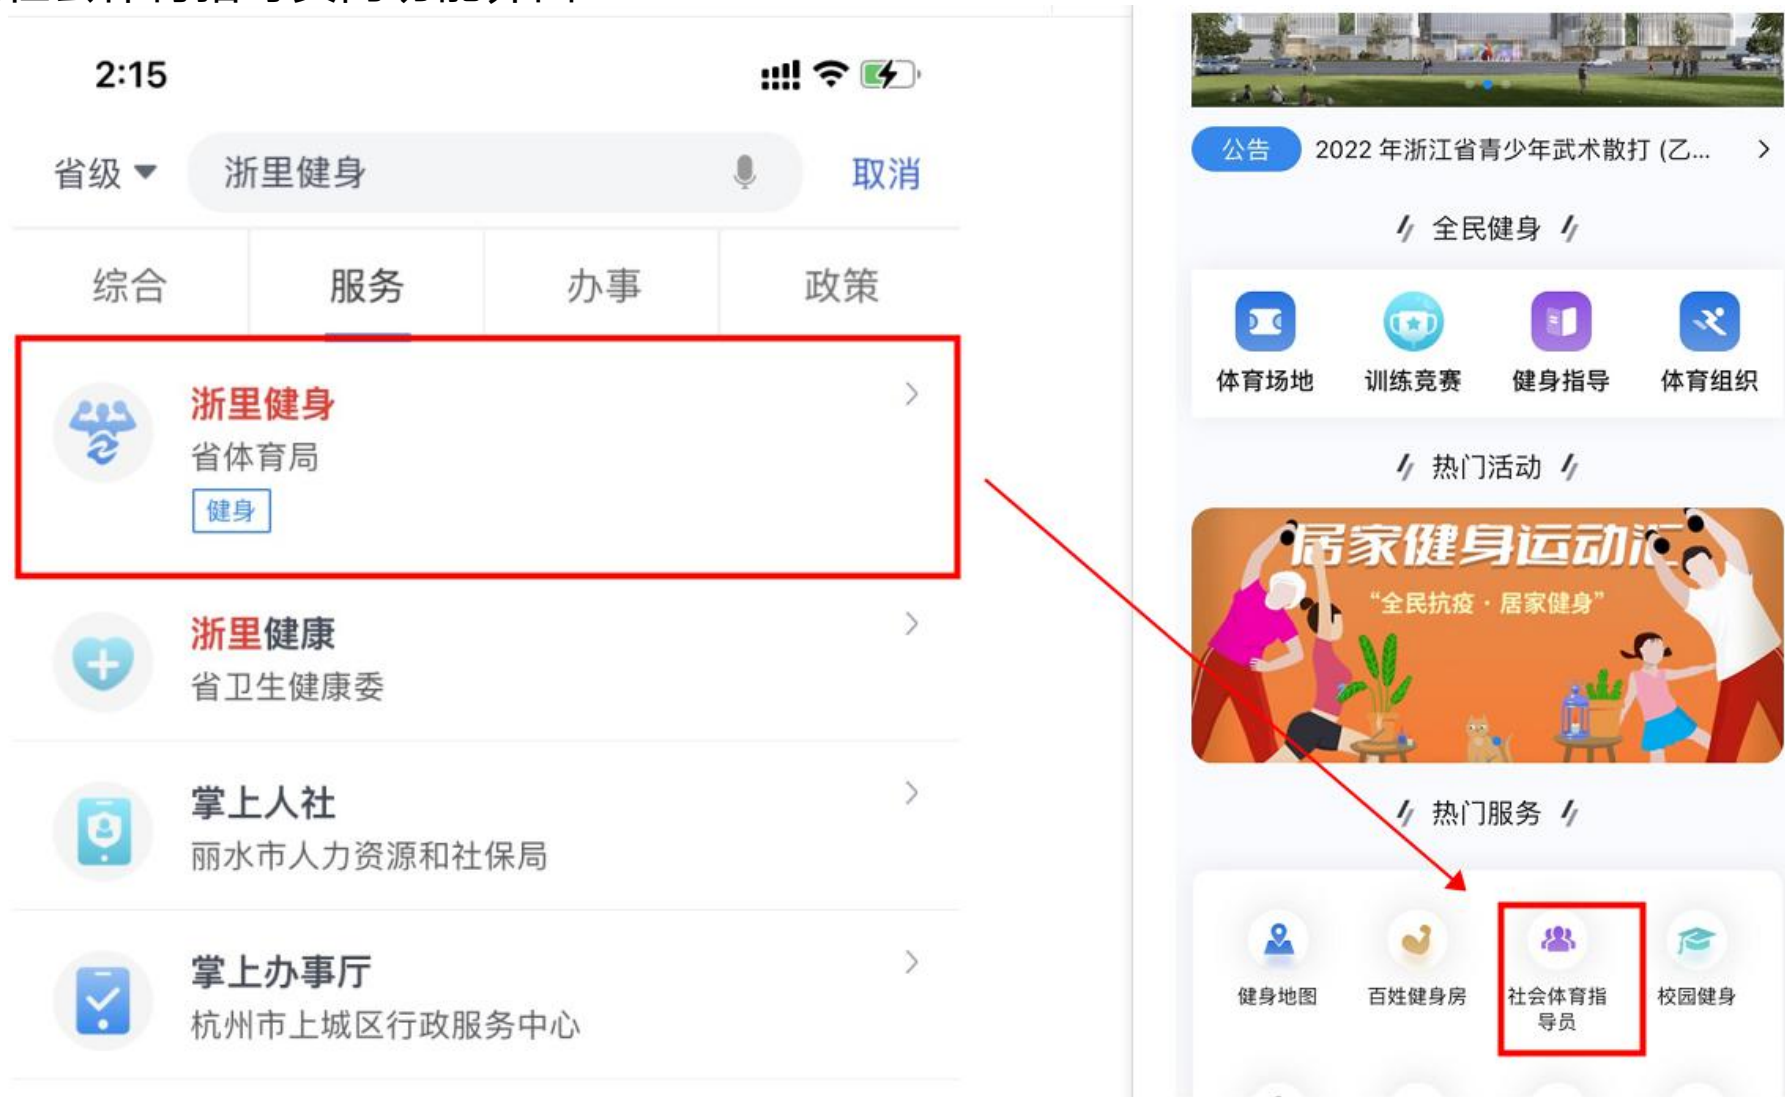 2:15
省级
浙里健身
取消
综合
服务
办事
政策
浙里健身
省体育局
健身
浙里健康
省卫生健康委
掌上人社
丽水市人力资源和社保局
掌上办事厅
杭州市上城区行政服务中心
公告
2022 年浙江省青少年武术散打 (乙...
全民健身
体育场地
训练竞赛
健身指导
体育组织
热门活动
居家健身运动汇
“全民抗疫·居家健身”
热门服务
健身地图
百姓健身房
社会体育指
导员
校园健身